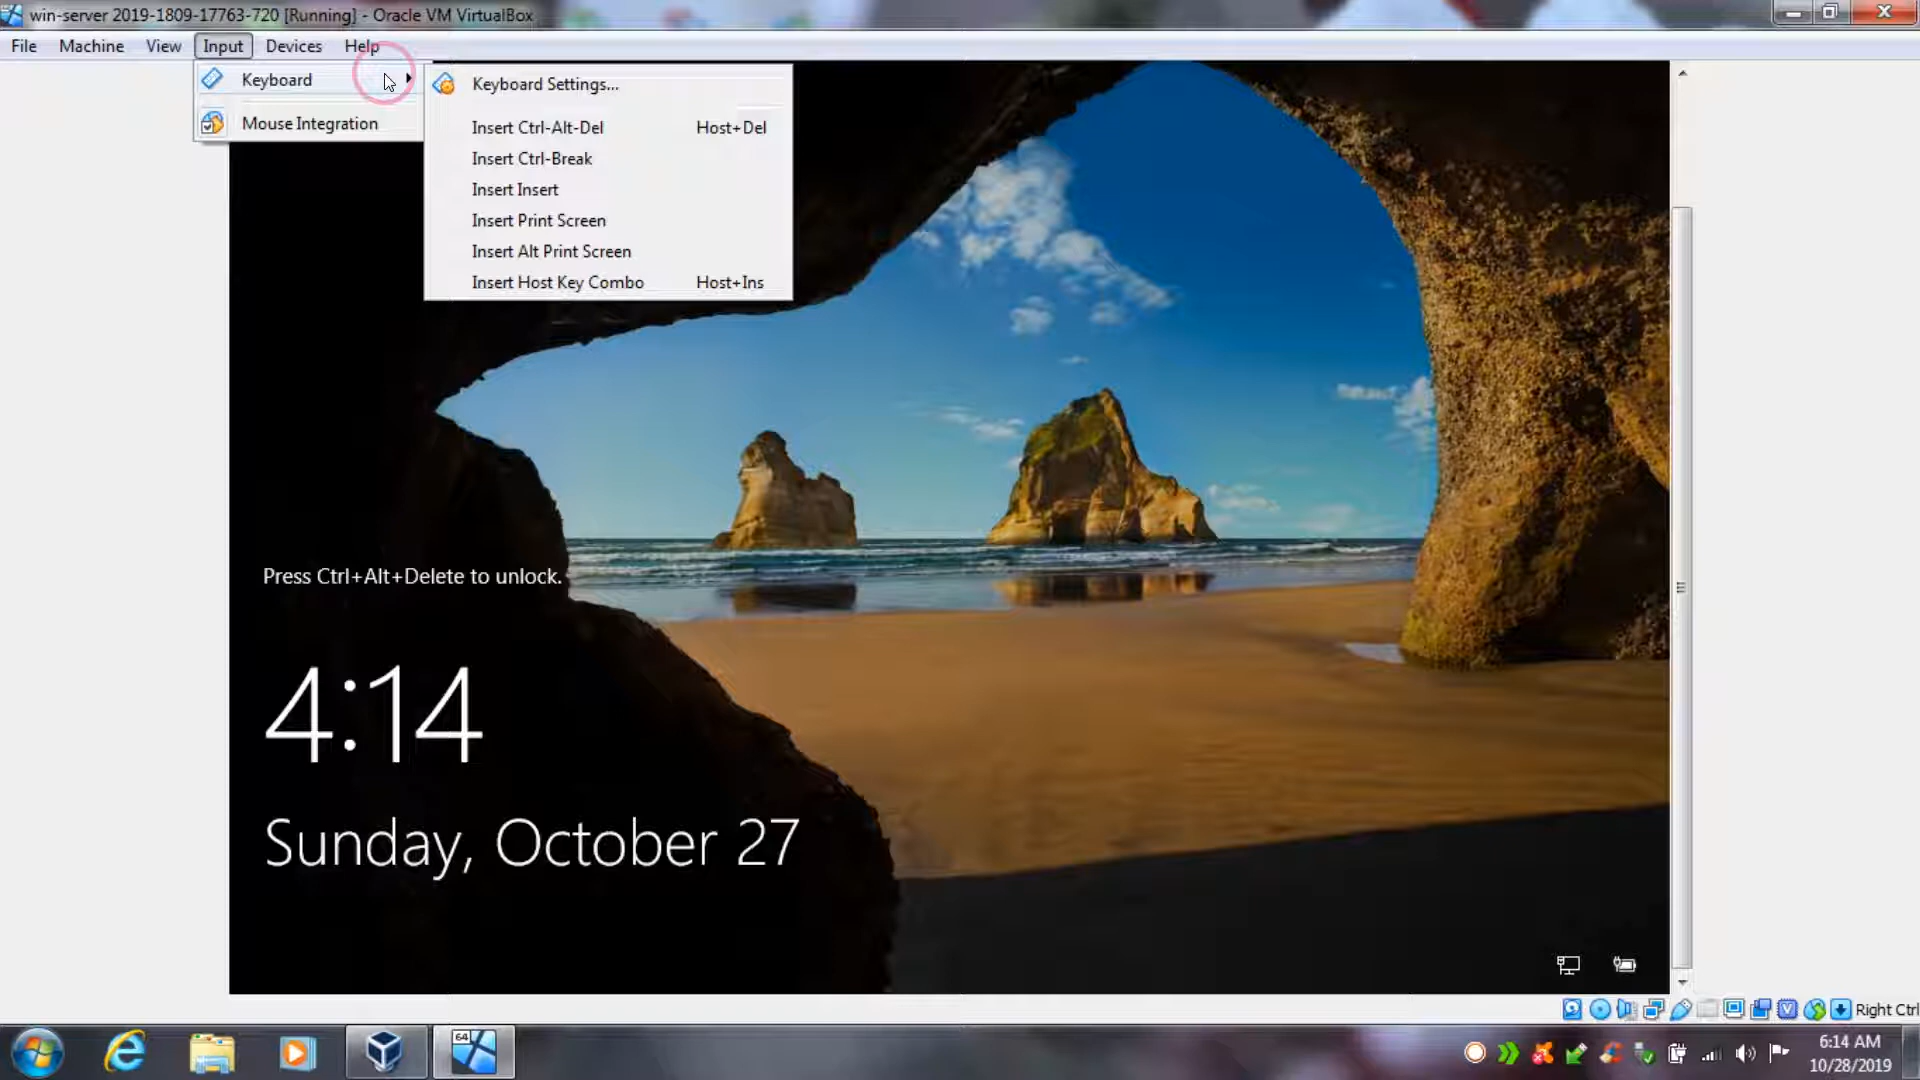 win-server 2019-1809-17763-720 [Running] - Oracle VM VirtualBox
File Machine View Input Devices Help
Keyboard
Mouse Integration
Keyboard Settings...
Insert Ctrl-Alt-Del Host+Del
Insert Ctrl-Break
Insert Insert
Insert Print Screen
Insert Alt Print Screen
Insert Host Key Combo Host+Ins
Press Ctrl+Alt+Delete to unlock.
4:14
Sunday, October 27
Right Ctrl
64
6:14 AM
10/28/2019